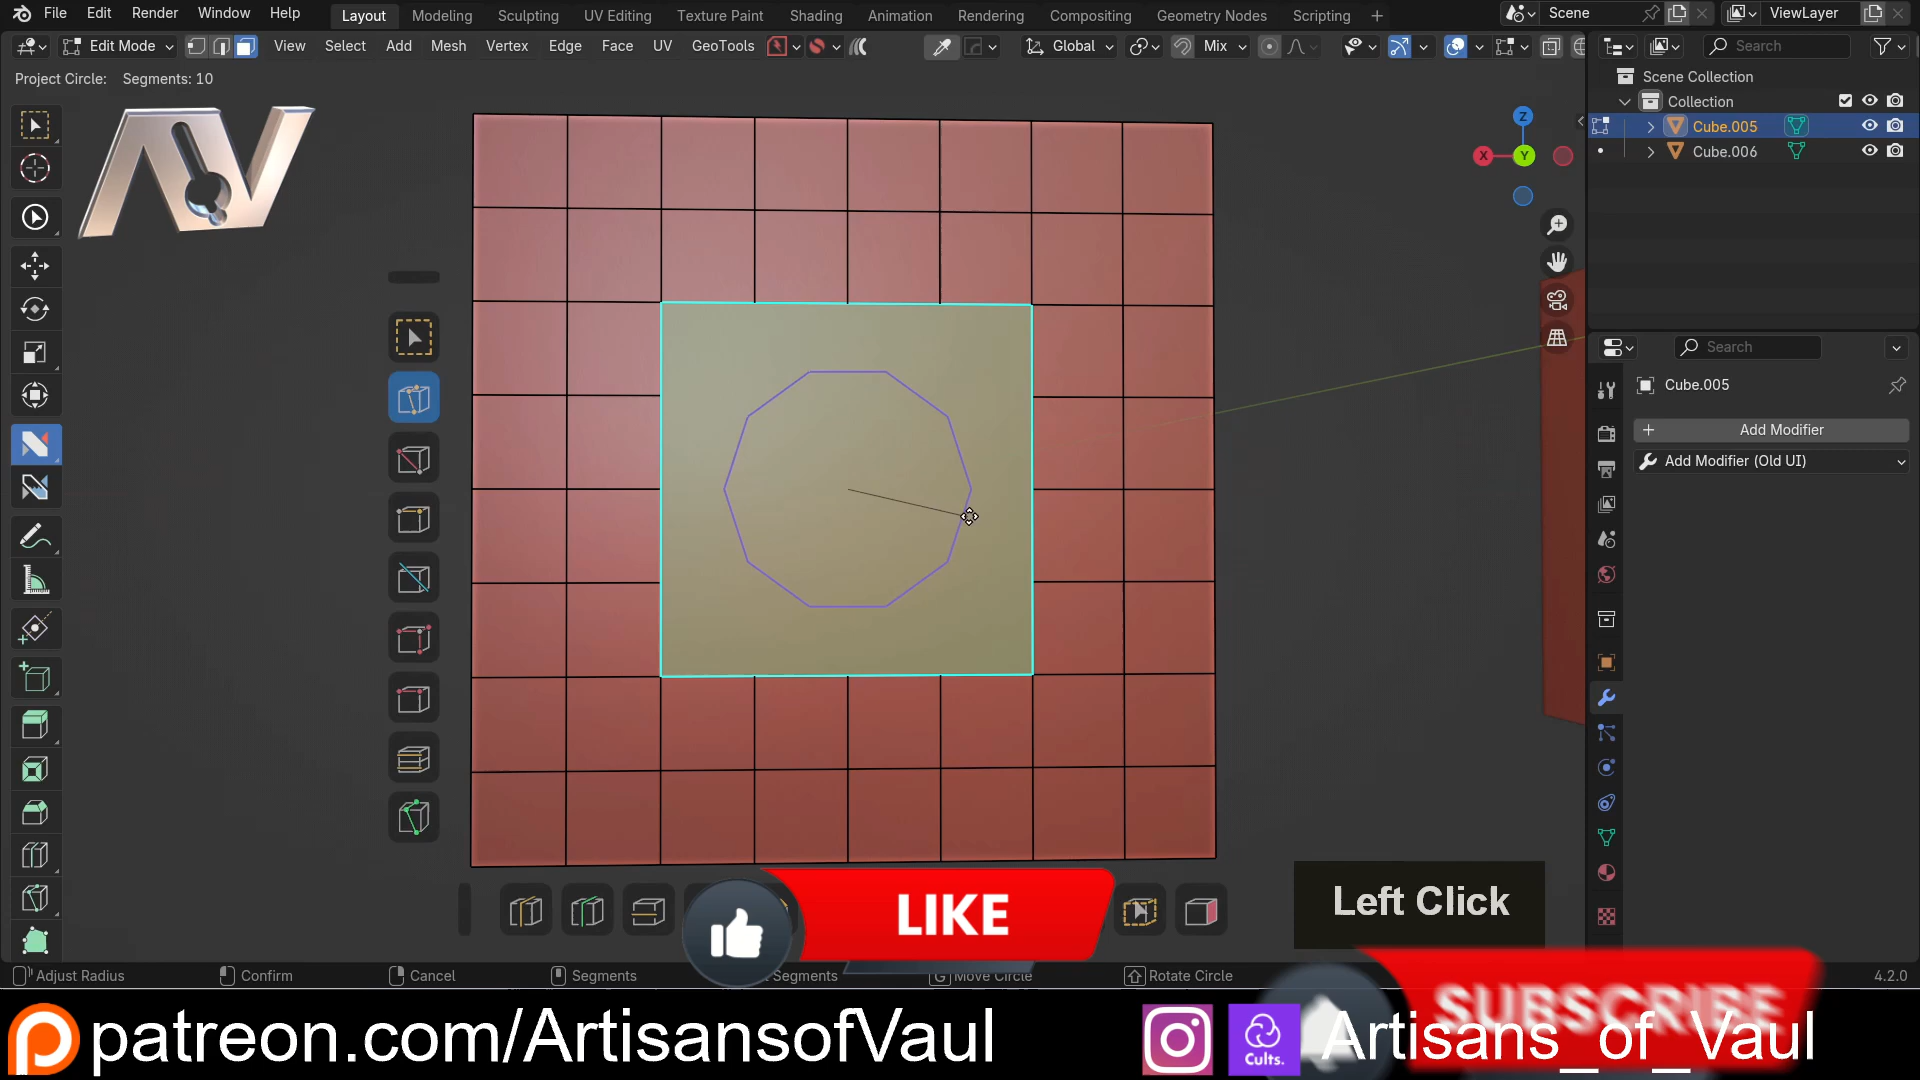 File Edit Render Window Help Layout Modeling Sculpting UV Editing Texture Paint Shading Animation Rendering Compositing Geometry Nodes Scripting + Scene ViewLayer
Edit Mode View Select Add Mesh Vertex Edge Face UV GeoTools Global Mix Search
Project Circle: Segments: 10
Scene Collection
Collection
Cube.005
Cube.006
Z
X
Y
Search
Cube.005
+ Add Modifier
Add Modifier (Old UI)
AV
LIKE
Left Click
Adjust Radius Confirm Cancel Segments Segments G Move Circle Rotate Circle 4.2.0
SUBSCRIBE
patreon.com/ArtisansofVaul
Cults.
Artisans_of_Vaul